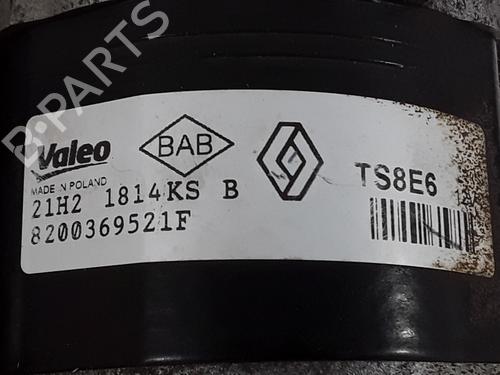 B-PARTS
Valeo
BAB
MADE IN POLAND
TS8E6
21H2 1814KS B
8200369521F